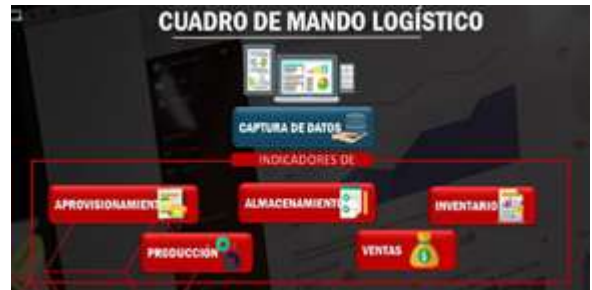 CUADRO DE MANDO LOGÍSTICO
CAPTURA DE DATOS
INDICADORES DE
APROVISIONAMIENT
ALMACENAMIENTO
INVENTARIO
PRODUCCIÓN
VENTAS